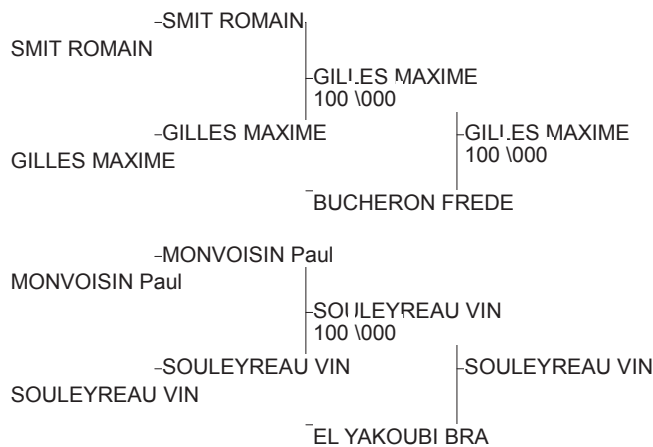 SMIT ROMAIN
SMIT ROMAIN
GILLES MAXIME
100 \000
GILLES MAXIME
GILLES MAXIME
100 \000
GILLES MAXIME
BUCHERON FREDE
MONVOISIN Paul
MONVOISIN Paul
SOULEYREAU VIN
100 \000
SOULEYREAU VIN
SOULEYREAU VIN
SOULEYREAU VIN
EL YAKOUBI BRA